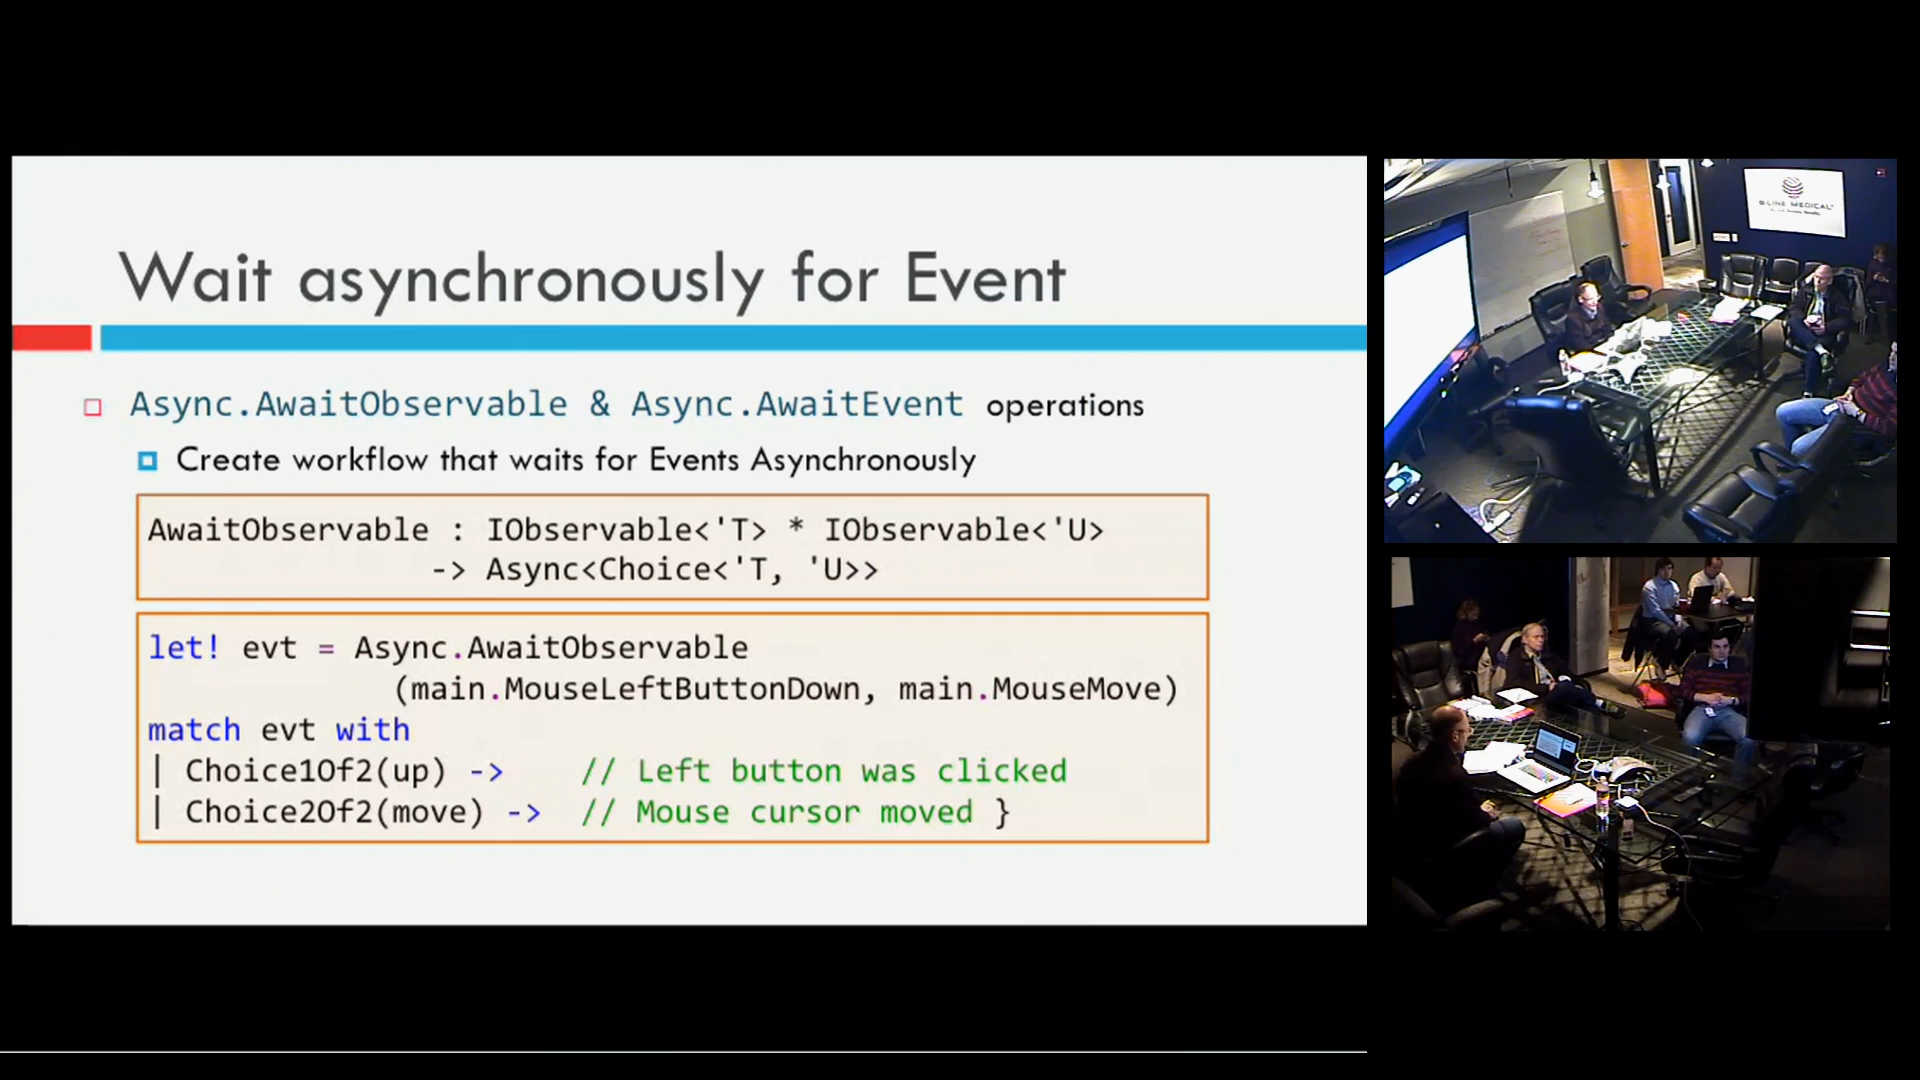 Wait asynchronously for Event
Async.AwaitObservable & Async.AwaitEvent operations
Create workflow that waits for Events Asynchronously
AwaitObservable : IObservable<'T> * IObservable<'U>
-> Async<Choice<'T, 'U>>
let! evt = Async.AwaitObservable
(main.MouseLeftButtonDown, main.MouseMove)
match evt with
| Choice1Of2(up) -> // Left button was clicked
| Choice2Of2(move) -> // Mouse cursor moved }
B-LINE MEDICAL